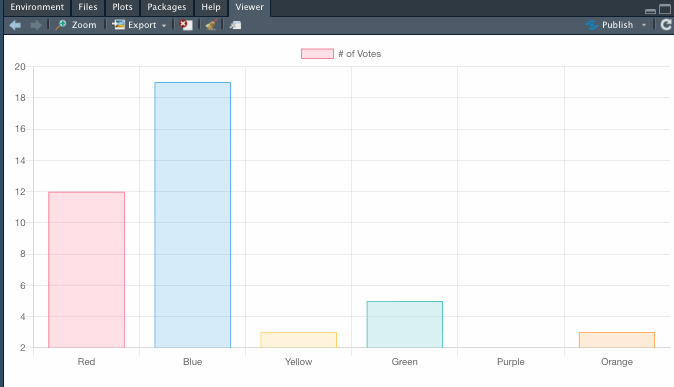 Environment Files Plots Packages Help Viewer
Zoom Export Publish
# of Votes
20
18
16
14
12
10
8
6
4
2
Red Blue Yellow Green Purple Orange